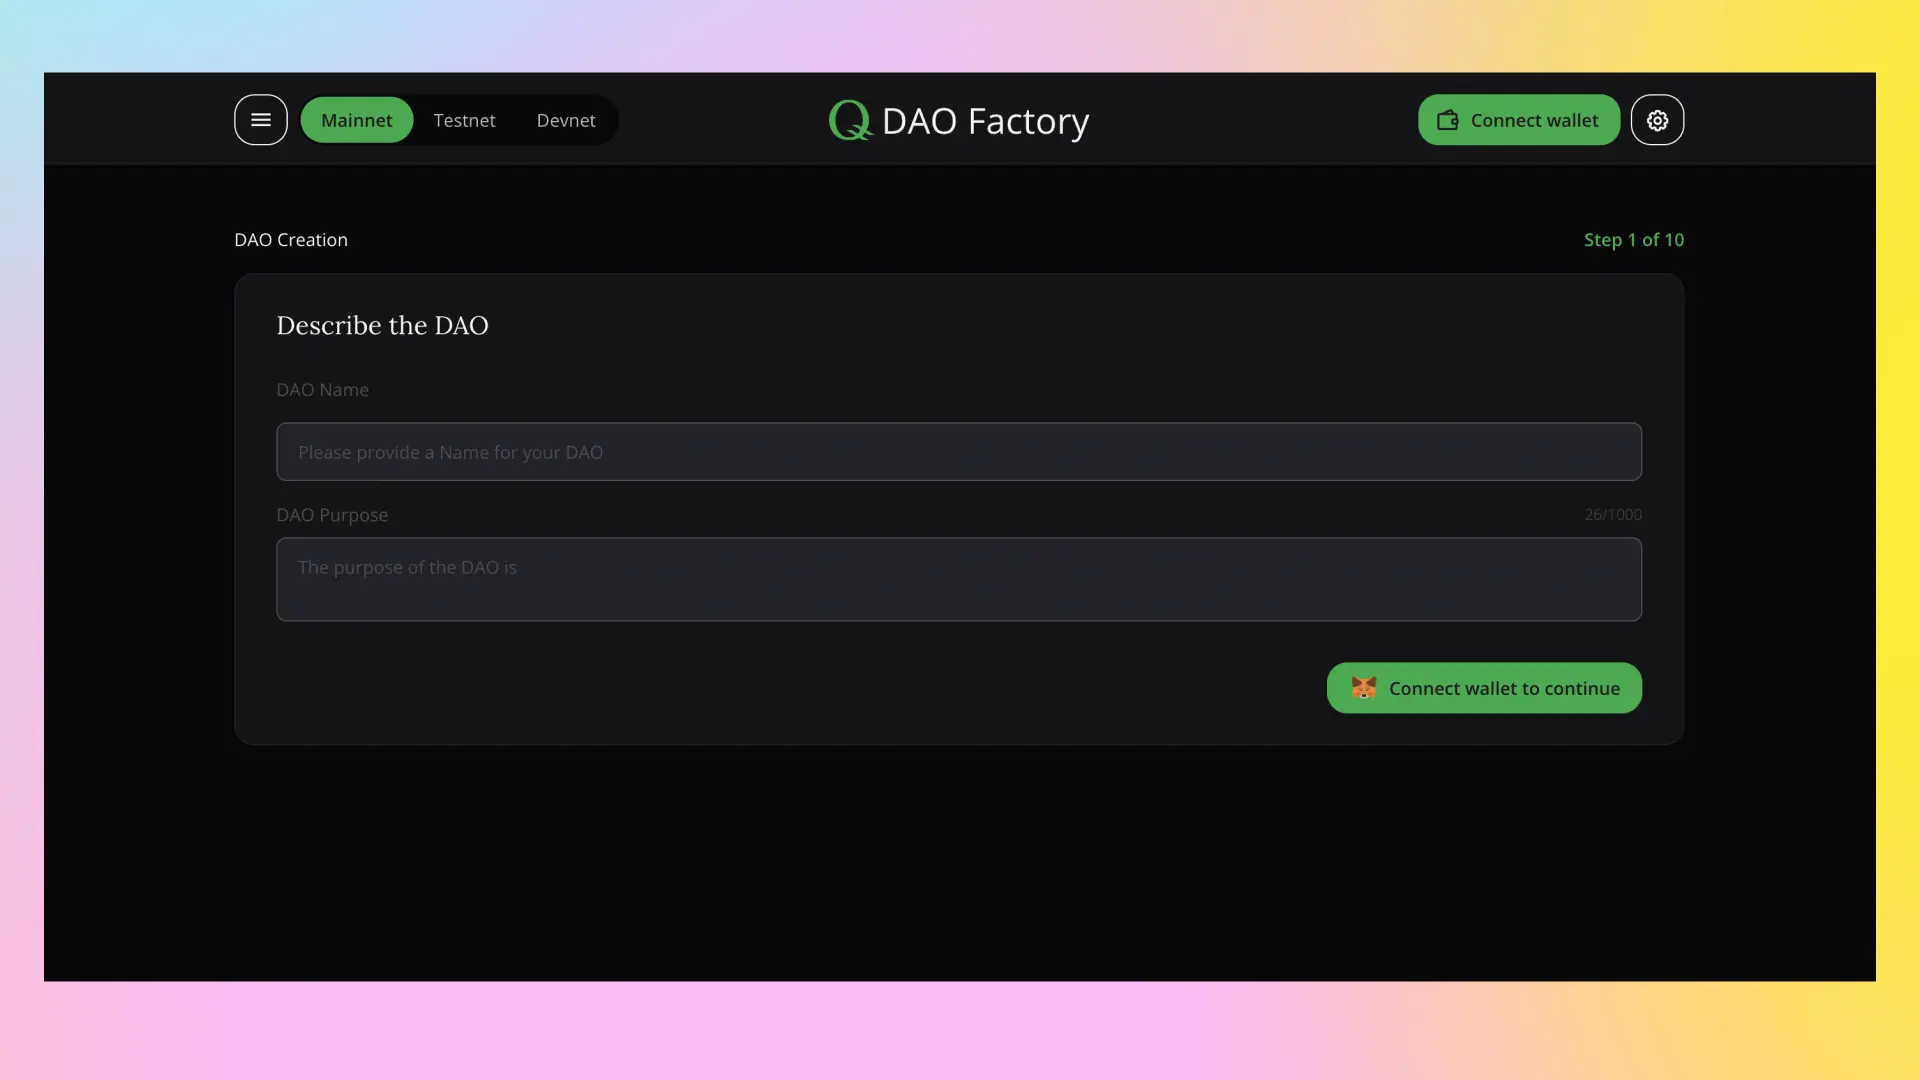 Mainnet Testnet Devnet
Q DAO Factory
Connect wallet
DAO Creation
Step 1 of 10
Describe the DAO
DAO Name
Please provide a Name for your DAO
DAO Purpose
26/1000
The purpose of the DAO is
Connect wallet to continue